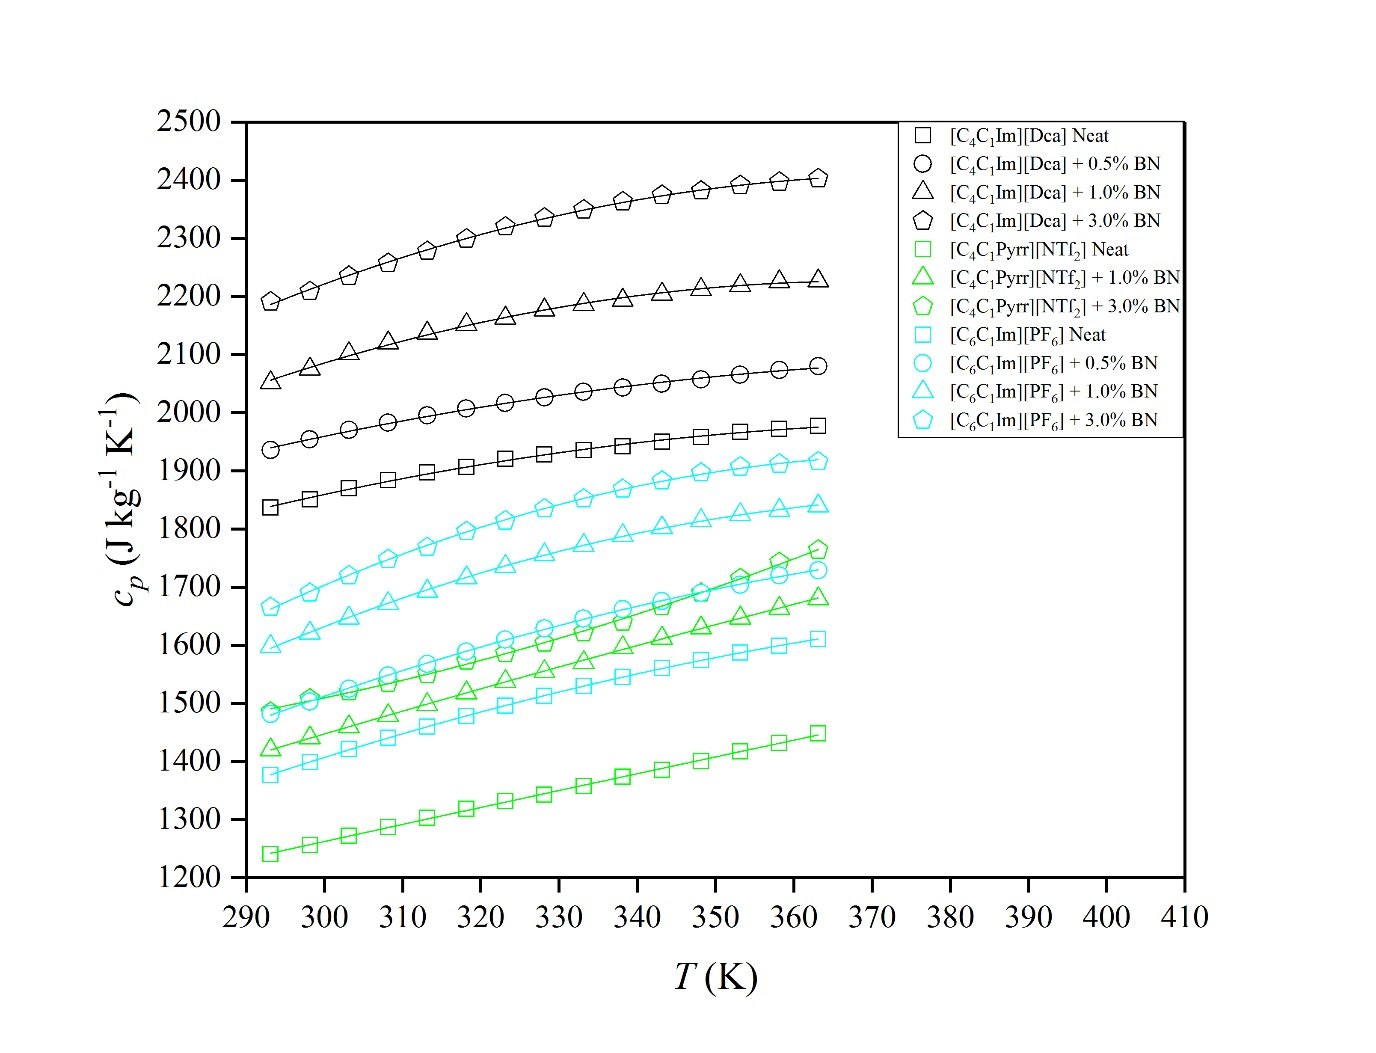 2500
2400
2300
2200
2100
2000
1900
1800
1700
1600
1500
1400
1300
1200
c_p (J kg^-1 K^-1)
290 300 310 320 330 340 350 360 370 380 390 400 410
T (K)
[C4C1Im][Dca] Neat
[C4C1Im][Dca] + 0.5% BN
[C4C1Im][Dca] + 1.0% BN
[C4C1Im][Dca] + 3.0% BN
[C4C1Pyrr][NTf2] Neat
[C4C1Pyrr][NTf2] + 1.0% BN
[C4C1Pyrr][NTf2] + 3.0% BN
[C6C1Im][PF6] Neat
[C6C1Im][PF6] + 0.5% BN
[C6C1Im][PF6] + 1.0% BN
[C6C1Im][PF6] + 3.0% BN